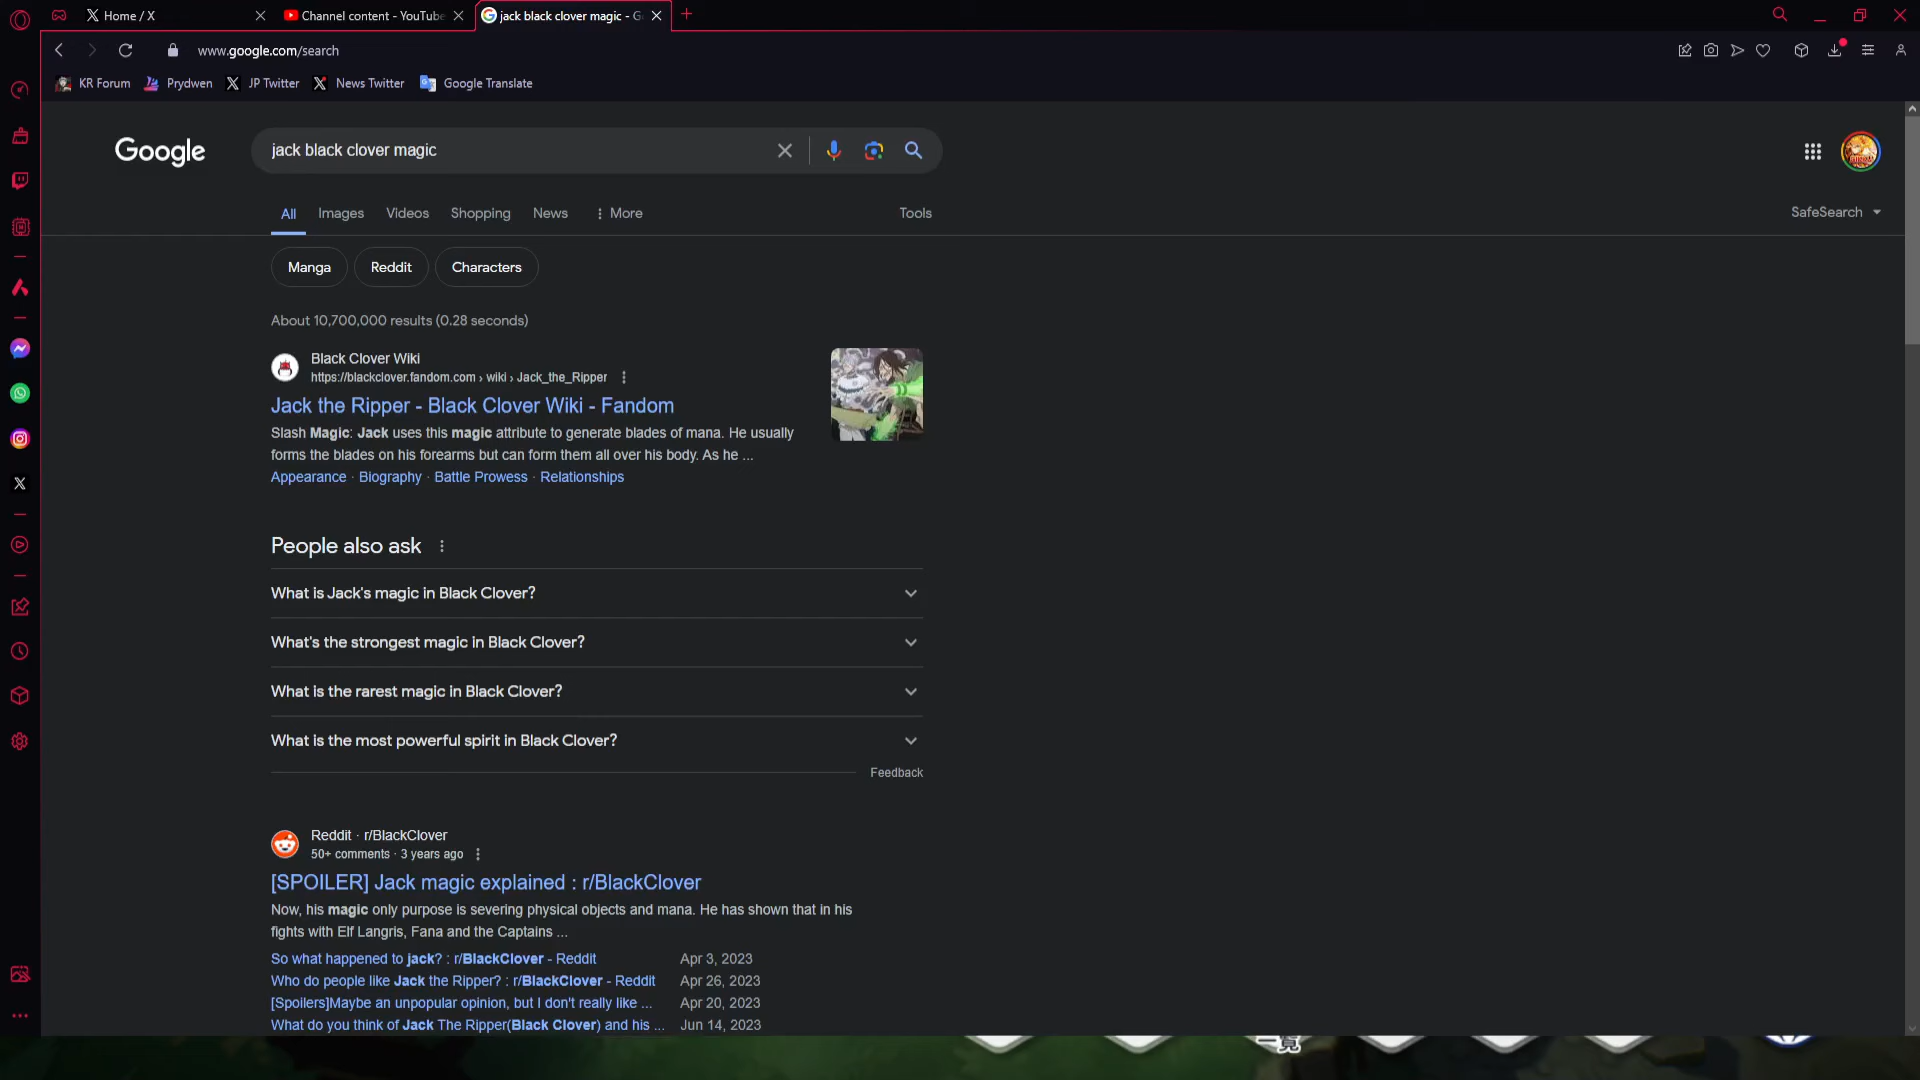 Home / X
Channel content - YouTube
jack black clover magic - G
www.google.com/search
KR Forum
Prydwen
JP Twitter
News Twitter
Google Translate
Google
jack black clover magic
All
Images
Videos
Shopping
News
More
Tools
SafeSearch
Manga
Reddit
Characters
About 10,700,000 results (0.28 seconds)
Black Clover Wiki
https://blackclover.fandom.com › wiki › Jack_the_Ripper
Jack the Ripper - Black Clover Wiki - Fandom
Slash Magic: Jack uses this magic attribute to generate blades of mana. He usually
forms the blades on his forearms but can form them all over his body. As he ...
Appearance · Biography · Battle Prowess · Relationships
People also ask
What is Jack's magic in Black Clover?
What's the strongest magic in Black Clover?
What is the rarest magic in Black Clover?
What is the most powerful spirit in Black Clover?
Feedback
Reddit · r/BlackClover
50+ comments · 3 years ago
[SPOILER] Jack magic explained : r/BlackClover
Now, his magic only purpose is severing physical objects and mana. He has shown that in his
fights with Elf Langris, Fana and the Captains ...
So what happened to jack? : r/BlackClover - Reddit Apr 3, 2023
Who do people like Jack the Ripper? : r/BlackClover - Reddit Apr 26, 2023
[Spoilers]Maybe an unpopular opinion, but I don't really like ... Apr 20, 2023
What do you think of Jack The Ripper(Black Clover) and his ... Jun 14, 2023
一覧